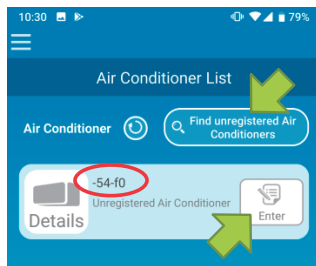 10:30 79%
Air Conditioner List
Air Conditioner
Find unregistered Air
Conditioners
-54-f0
Unregistered Air Conditioner
Details
Enter